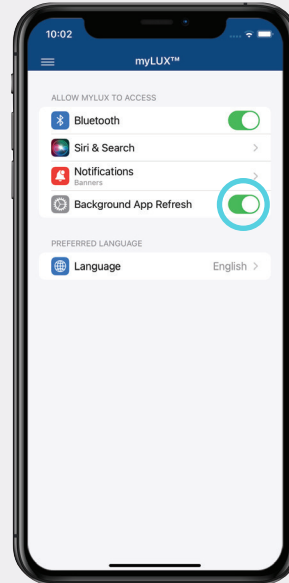 10:02
myLUX™
ALLOW MYLUX TO ACCESS
Bluetooth
Siri & Search
Notifications
Banners
Background App Refresh
PREFERRED LANGUAGE
Language English